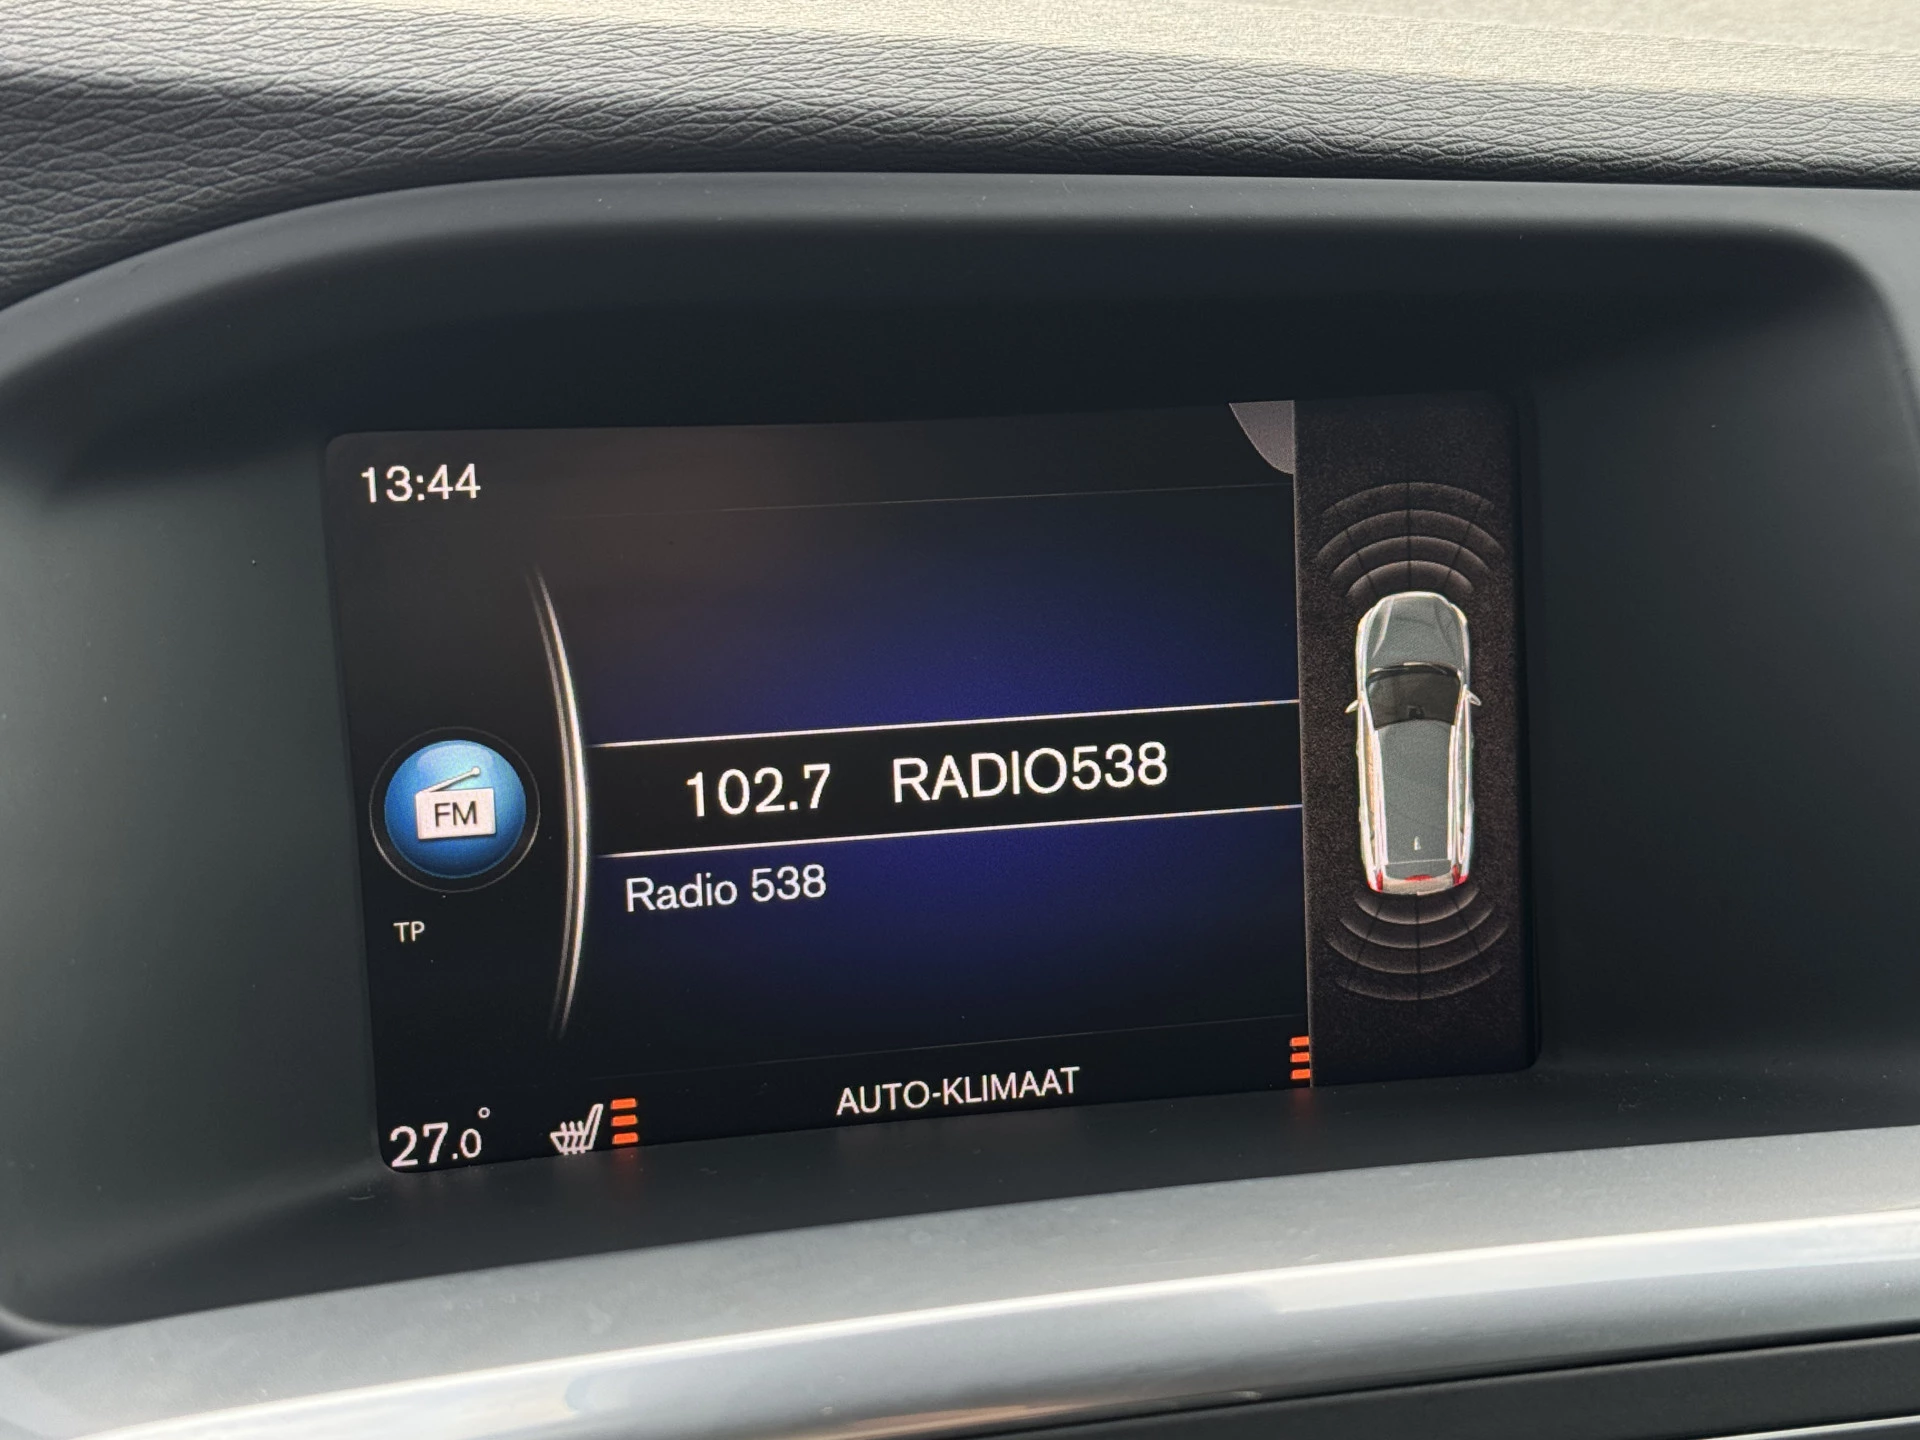 13:44
FM
102.7 RADIO538
Radio 538
TP
AUTO-KLIMAAT
27.0°